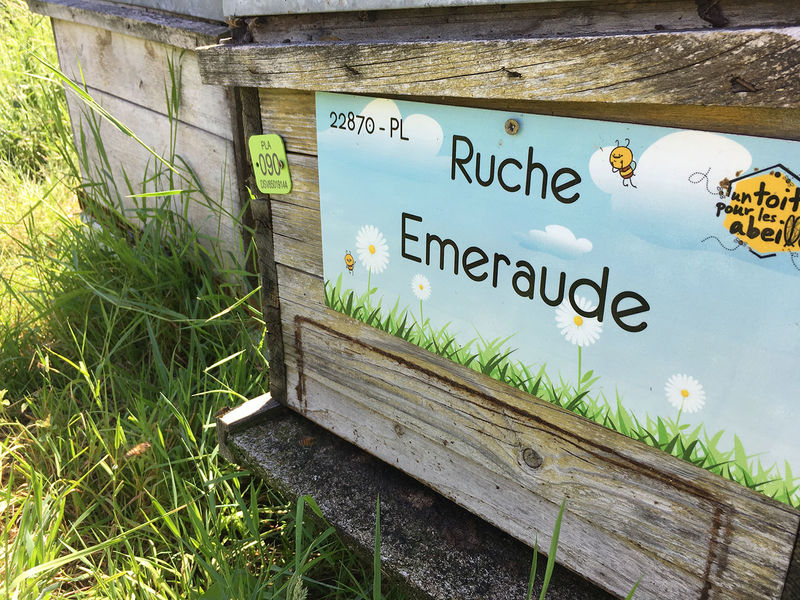 22870 - PL
Ruche
Emeraude
PLA
090
un toit
pour les